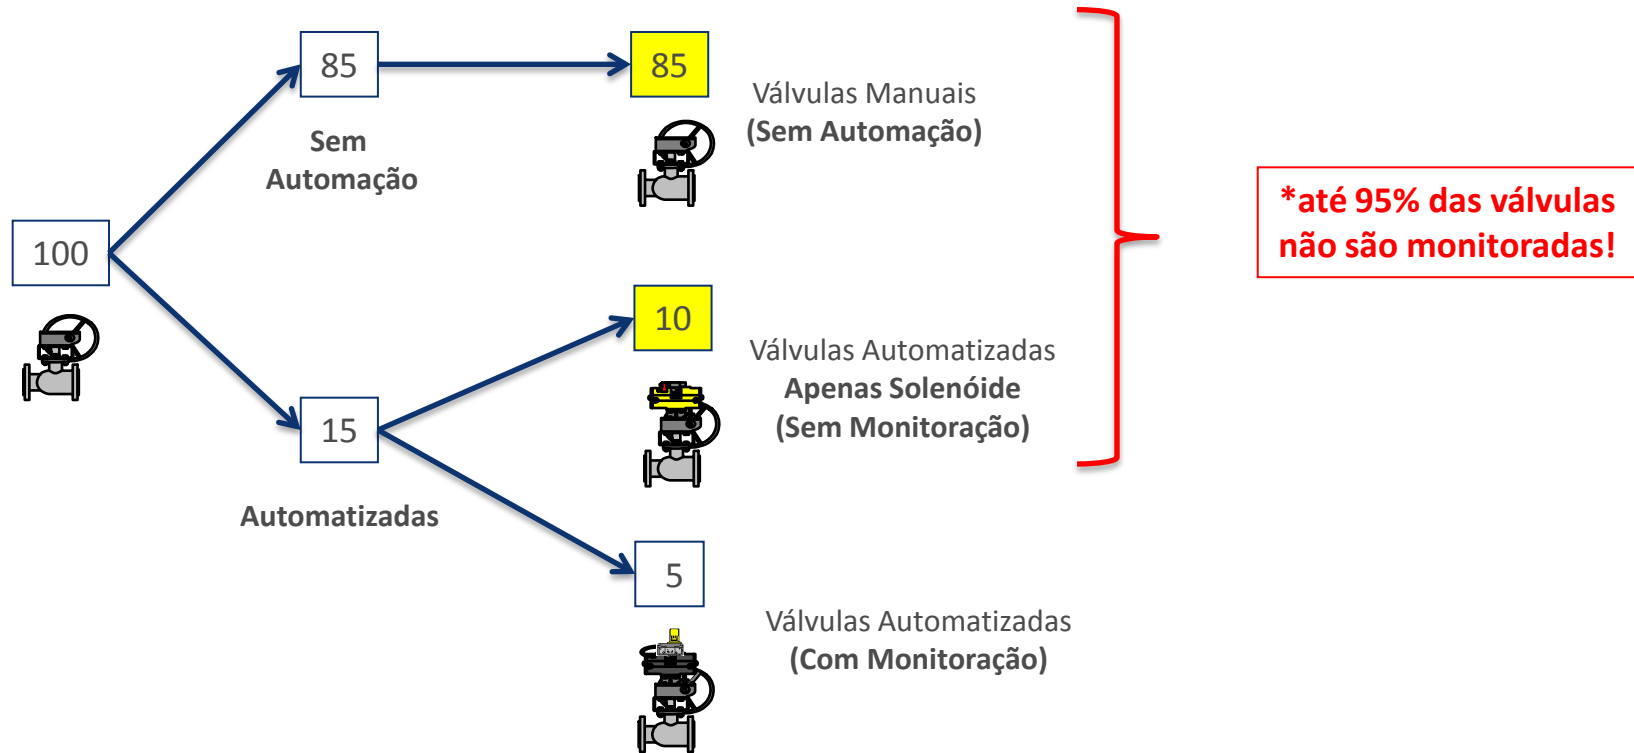 85
Sem
Automação
85
Válvulas Manuais
(Sem Automação)
100
*até 95% das válvulas
não são monitoradas!
15
Automatizadas
10
Válvulas Automatizadas
Apenas Solenóide
(Sem Monitoração)
5
Válvulas Automatizadas
(Com Monitoração)